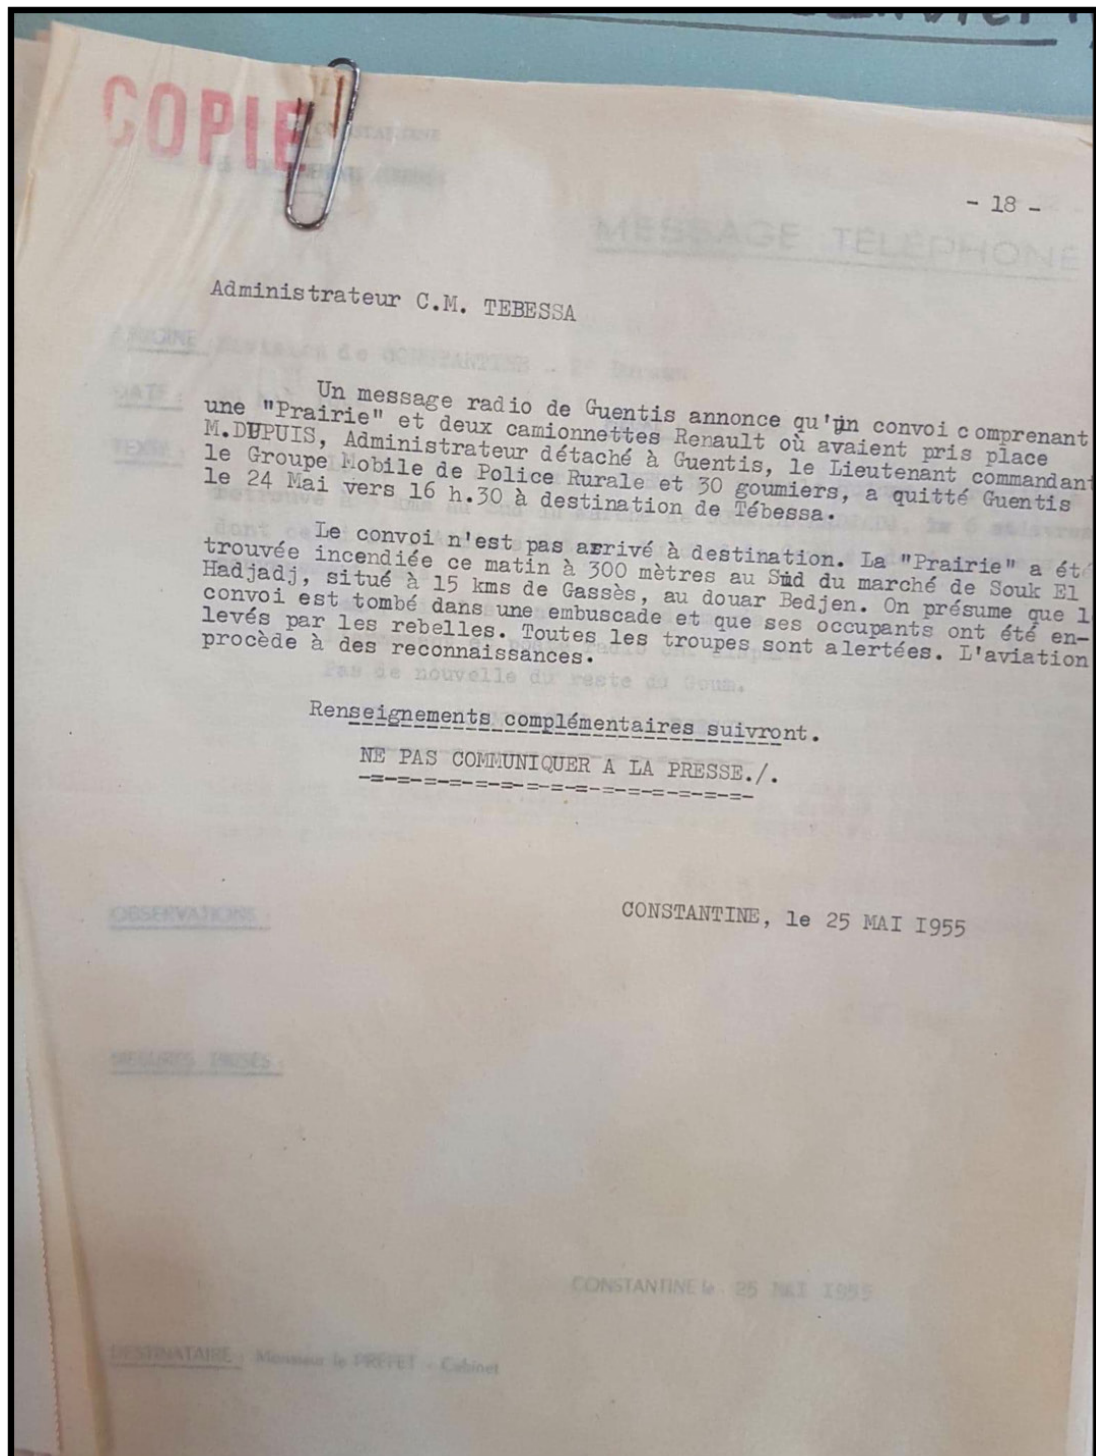 COPIE
- 18 -
MESSAGE TÉLÉPHONE
Administrateur C.M. TEBESSA
Un message radio de Guentis annonce qu'un convoi comprenant
une "Prairie" et deux camionnettes Renault où avaient pris place
M.DUPUIS, Administrateur détaché à Guentis, le Lieutenant commandant
le Groupe Mobile de Police Rurale et 30 goumiers, a quitté Guentis
le 24 Mai vers 16 h.30 à destination de Tébessa.
Le convoi n'est pas arrivé à destination. La "Prairie" a ét
trouvée incendiée ce matin à 300 mètres au Sud du marché de Souk El
Hadjadj, situé à 15 kms de Gassès, au douar Bedjen. On présume que l
convoi est tombé dans une embuscade et que ses occupants ont été en-
levés par les rebelles. Toutes les troupes sont alertées. L'aviation
procède à des reconnaissances.
Pas de nouvelle du reste du Goum.
Renseignements complémentaires suivront.
NE PAS COMMUNIQUER A LA PRESSE./.
-=-=-=-=-=-=-=-=-=-=-=-=-=-=-=-
OBSERVATIONS :
CONSTANTINE, le 25 MAI I955
MESURES PRISES :
CONSTANTINE le 25 MAI I955
DESTINATAIRE : Monsieur le PREFET - Cabinet